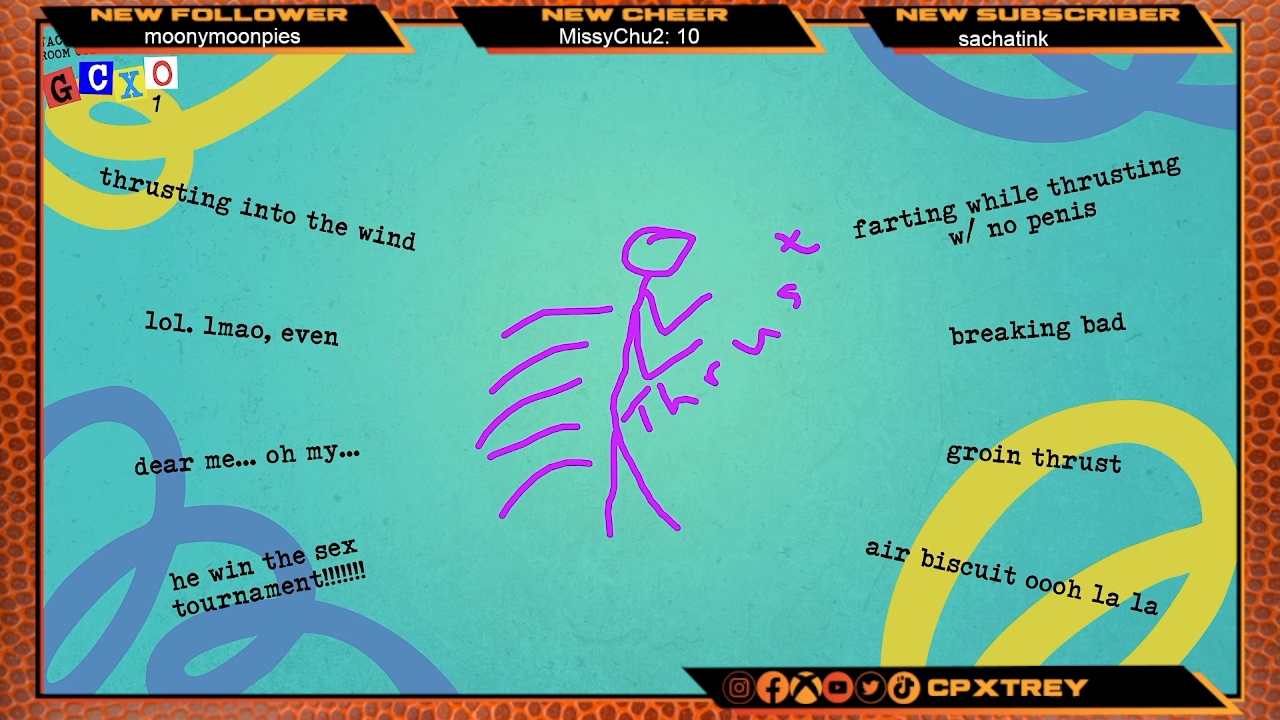 NEW FOLLOWER
moonymoonpies
NEW CHEER
MissyChu2: 10
NEW SUBSCRIBER
sachatink
GCXO
1
thrusting into the wind
farting while thrusting
w/ no penis
lol. lmao, even
breaking bad
Thrust
dear me... oh my...
groin thrust
he win the sex
tournament!!!!!!!
air biscuit oooh la la
CPXTREY